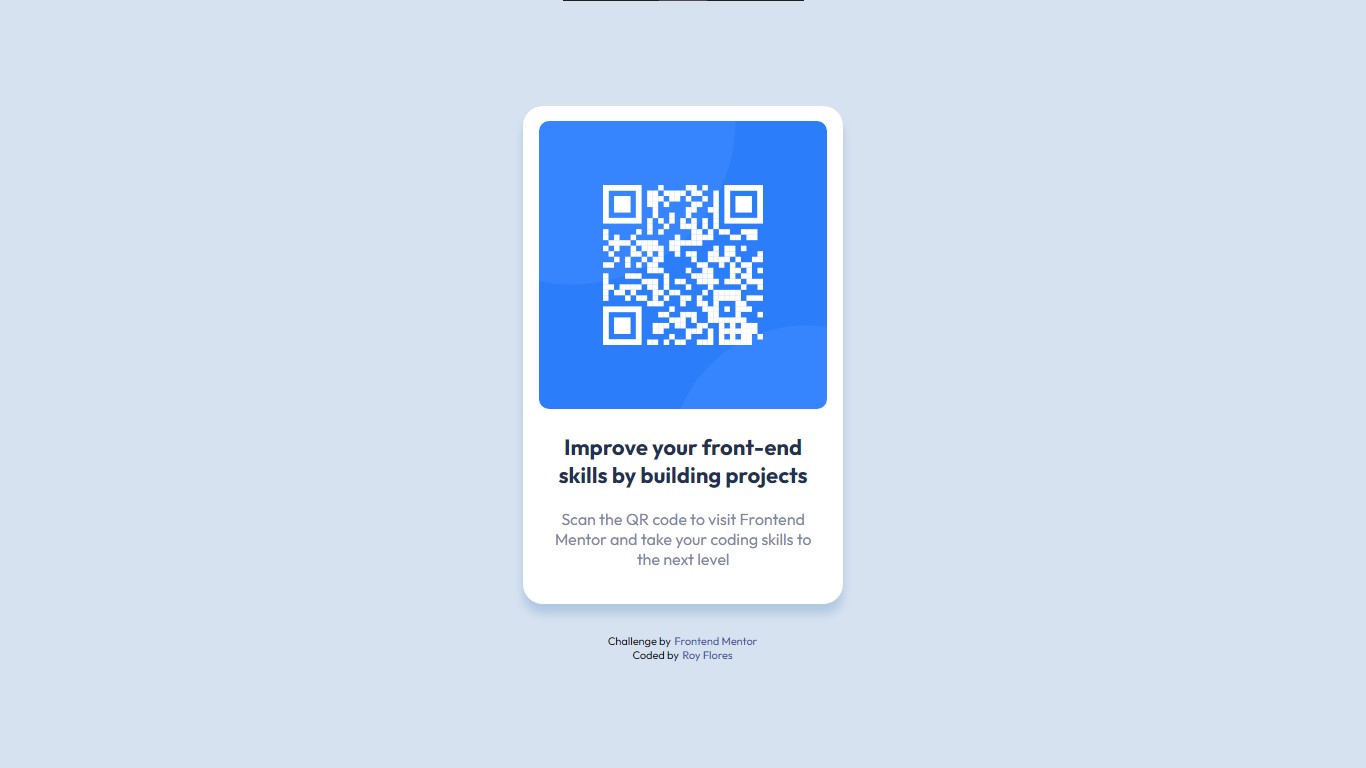 Improve your front-end
skills by building projects
Scan the QR code to visit Frontend
Mentor and take your coding skills to
the next level
Challenge by Frontend Mentor
Coded by Roy Flores